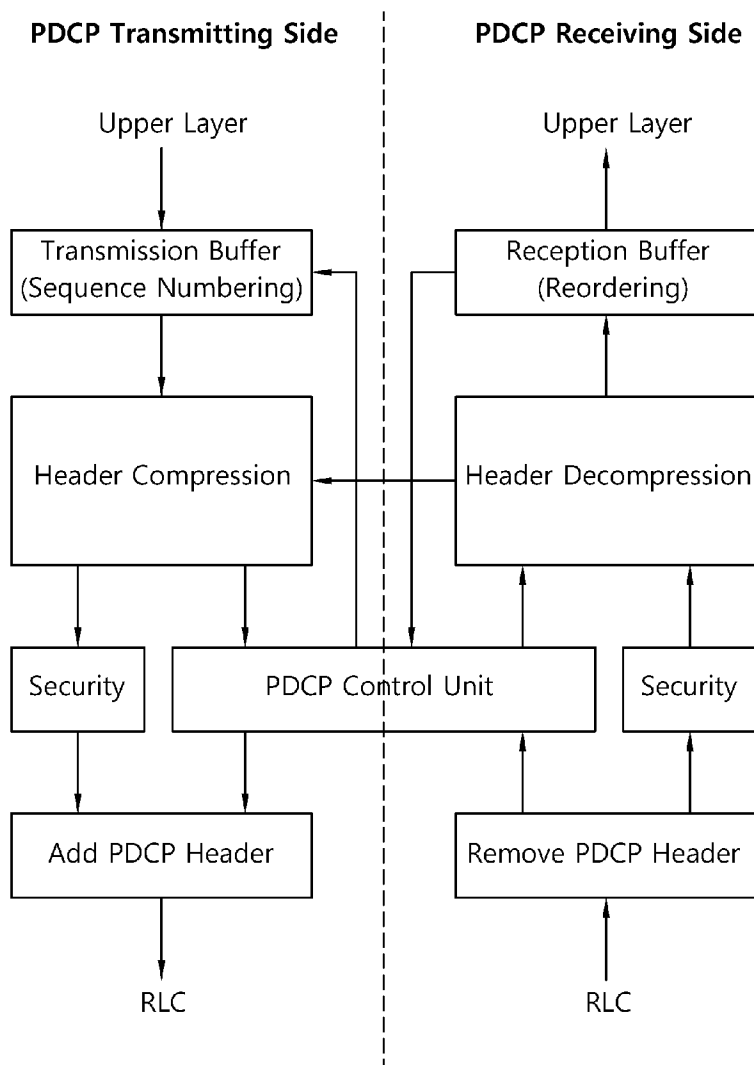 PDCP Transmitting Side
PDCP Receiving Side
Upper Layer
Upper Layer
Transmission Buffer
(Sequence Numbering)
Reception Buffer
(Reordering)
Header Compression
Header Decompression
Security
PDCP Control Unit
Security
Add PDCP Header
Remove PDCP Header
RLC
RLC